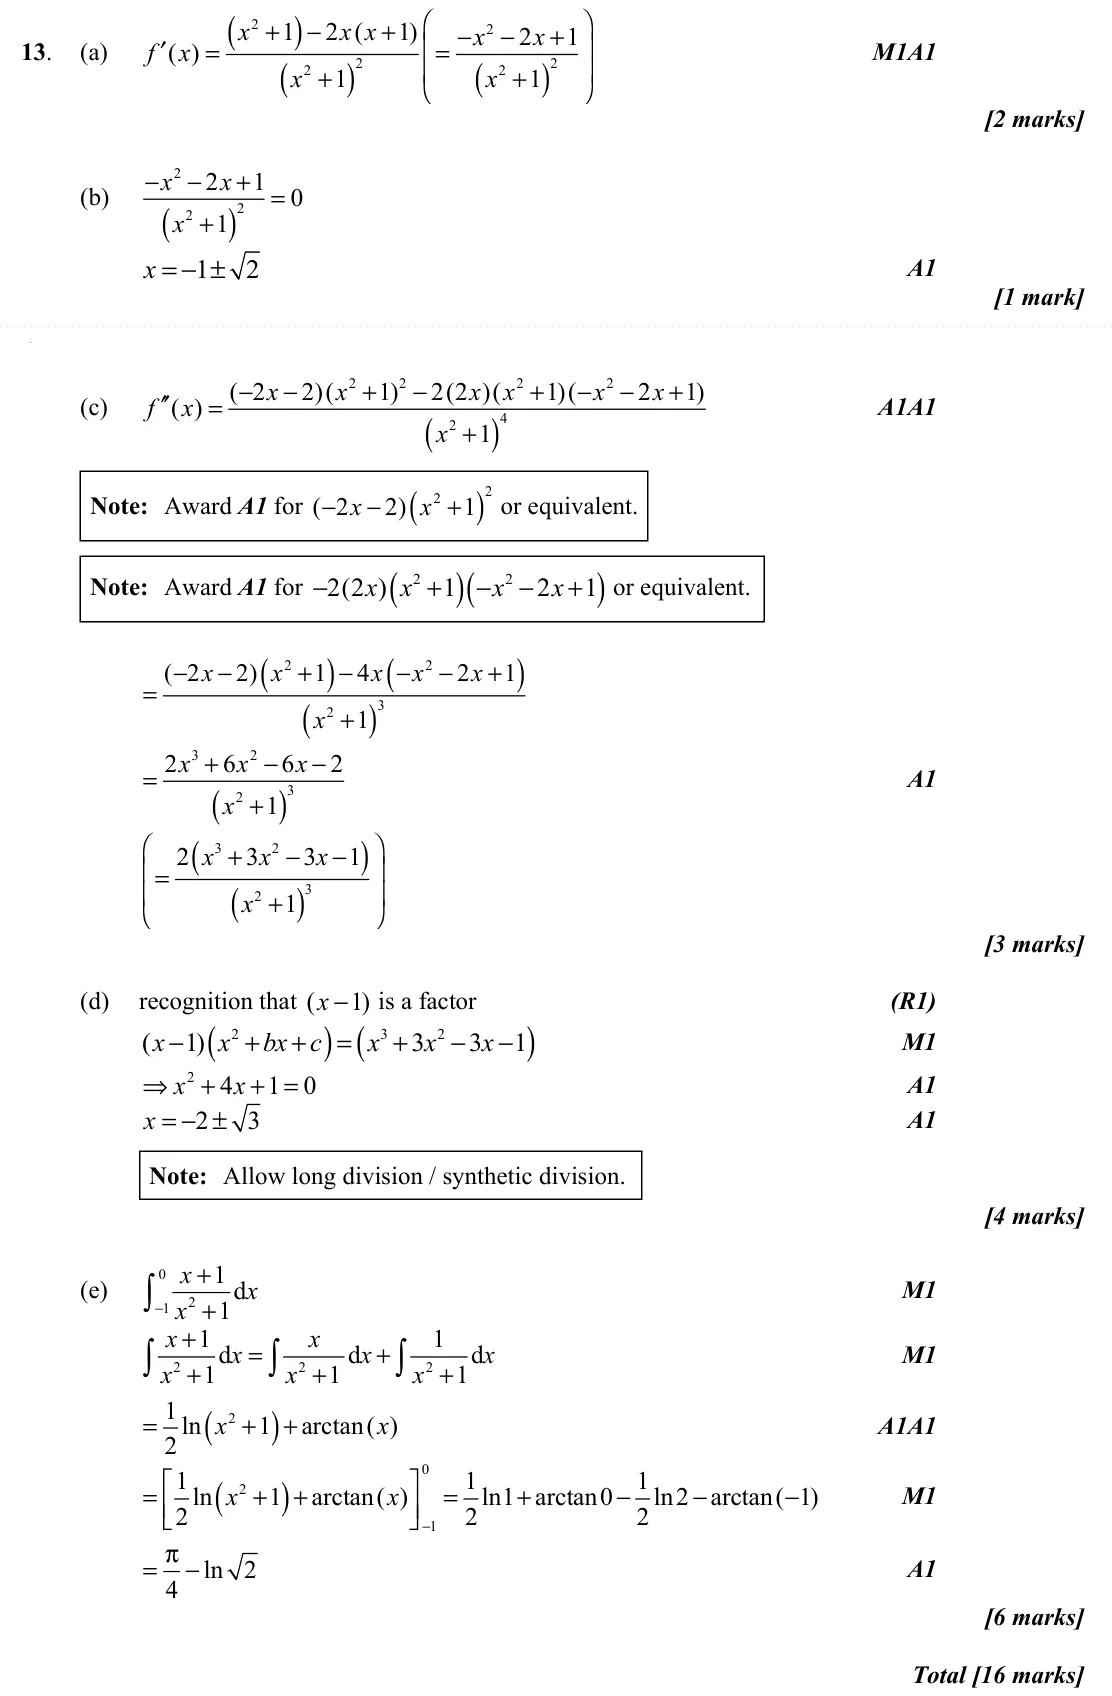 13. (a) f′(x) = ((x² + 1) − 2x(x + 1)) / (x² + 1)² ( = (−x² − 2x + 1) / (x² + 1)² ) M1A1
[2 marks]
(b) (−x² − 2x + 1) / (x² + 1)² = 0
x = −1 ± √2 A1
[1 mark]
(c) f″(x) = ((−2x − 2)(x² + 1)² − 2(2x)(x² + 1)(−x² − 2x + 1)) / (x² + 1)⁴ A1A1
Note: Award A1 for (−2x − 2)(x² + 1)² or equivalent.
Note: Award A1 for −2(2x)(x² + 1)(−x² − 2x + 1) or equivalent.
= ((−2x − 2)(x² + 1) − 4x(−x² − 2x + 1)) / (x² + 1)³
= (2x³ + 6x² − 6x − 2) / (x² + 1)³ A1
( = 2(x³ + 3x² − 3x − 1) / (x² + 1)³ )
[3 marks]
(d) recognition that (x − 1) is a factor (R1)
(x − 1)(x² + bx + c) = (x³ + 3x² − 3x − 1) M1
⇒ x² + 4x + 1 = 0 A1
x = −2 ± √3 A1
Note: Allow long division / synthetic division.
[4 marks]
(e) ∫₋₁⁰ (x + 1)/(x² + 1) dx M1
∫ (x + 1)/(x² + 1) dx = ∫ x/(x² + 1) dx + ∫ 1/(x² + 1) dx M1
= 1/2 ln(x² + 1) + arctan(x) A1A1
= [1/2 ln(x² + 1) + arctan(x)]₋₁⁰ = 1/2 ln1 + arctan0 − 1/2 ln2 − arctan(−1) M1
= π/4 − ln√2 A1
[6 marks]
Total [16 marks]